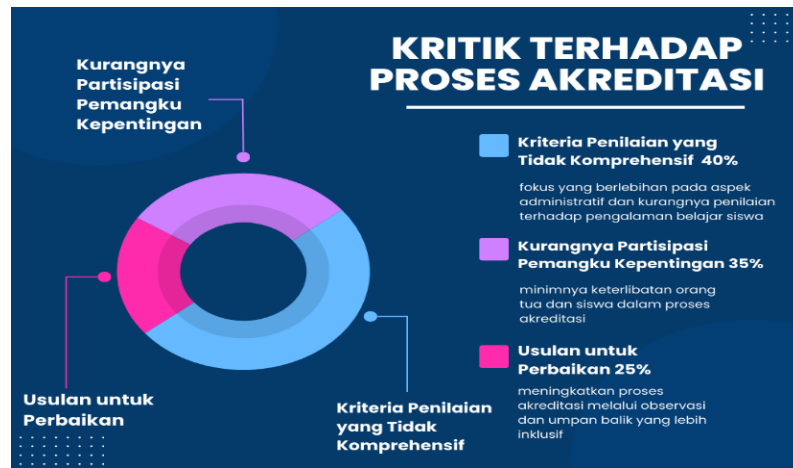 KRITIK TERHADAP
PROSES AKREDITASI
Kurangnya
Partisipasi
Pemangku
Kepentingan
Usulan untuk
Perbaikan
Kriteria Penilaian
yang Tidak
Komprehensif
Kriteria Penilaian yang
Tidak Komprehensif 40%
fokus yang berlebihan pada aspek
administratif dan kurangnya penilaian
terhadap pengalaman belajar siswa
Kurangnya Partisipasi
Pemangku Kepentingan 35%
minimnya keterlibatan orang
tua dan siswa dalam proses
akreditasi
Usulan untuk
Perbaikan 25%
meningkatkan proses
akreditasi melalui observasi
dan umpan balik yang lebih
inklusif